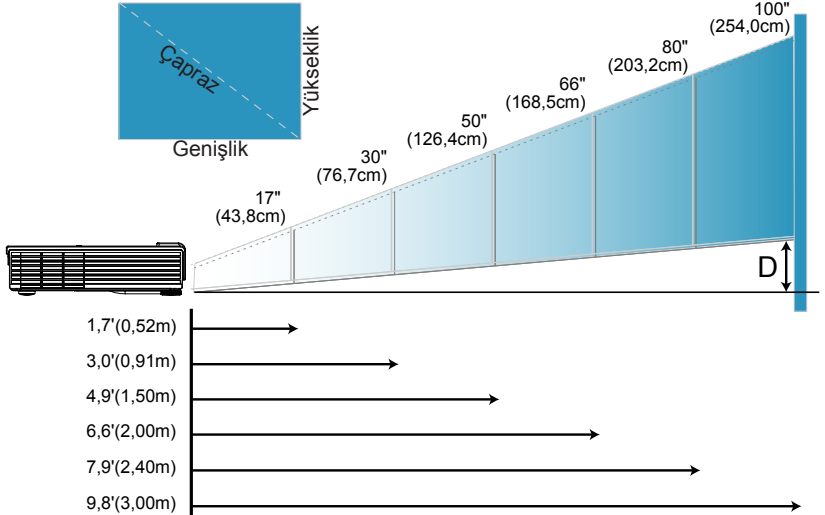 Çapraz
Yükseklik
Genişlik
17"
(43,8cm)
30"
(76,7cm)
50"
(126,4cm)
66"
(168,5cm)
80"
(203,2cm)
100"
(254,0cm)
D
1,7'(0,52m)
3,0'(0,91m)
4,9'(1,50m)
6,6'(2,00m)
7,9'(2,40m)
9,8'(3,00m)